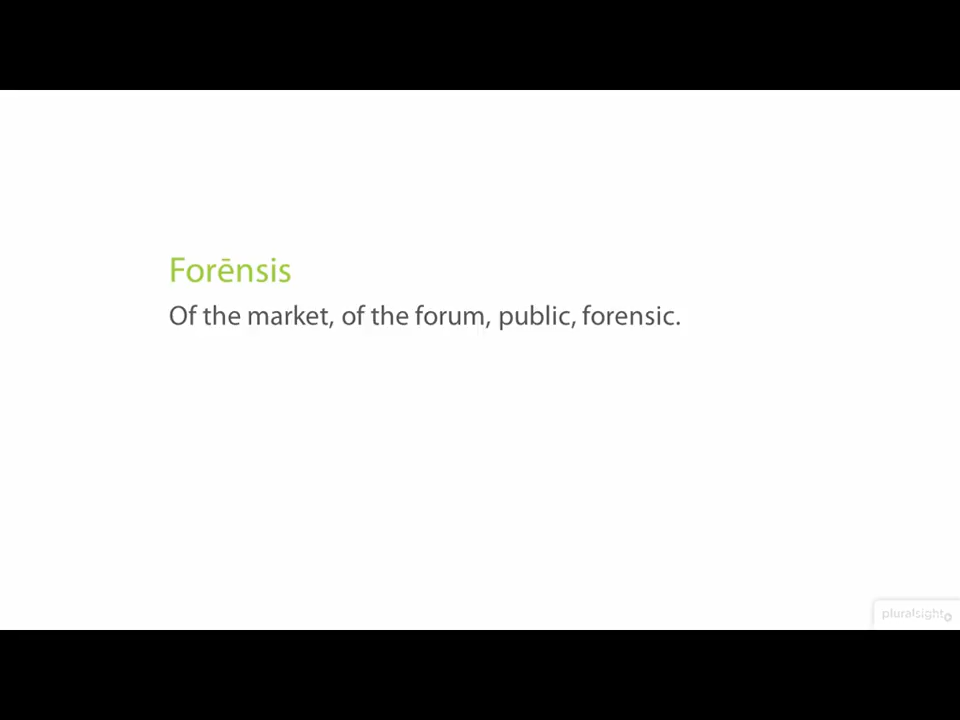 Forēnsis
Of the market, of the forum, public, forensic.
pluralsight